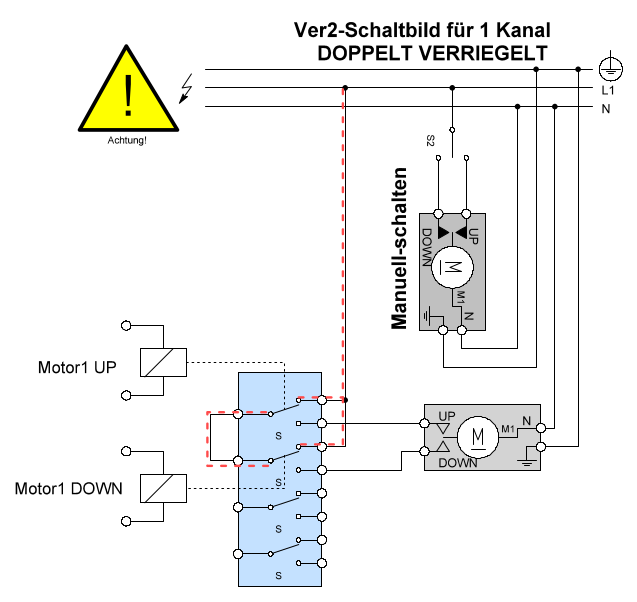 Ver2-Schaltbild für 1 Kanal
DOPPELT VERRIEGELT
!
Achtung!
L1
N
S2
Manuell-schalten
DOWN
UP
M
M1
N
Motor1 UP
Motor1 DOWN
S
S
S
S
UP
DOWN
M
M1
N